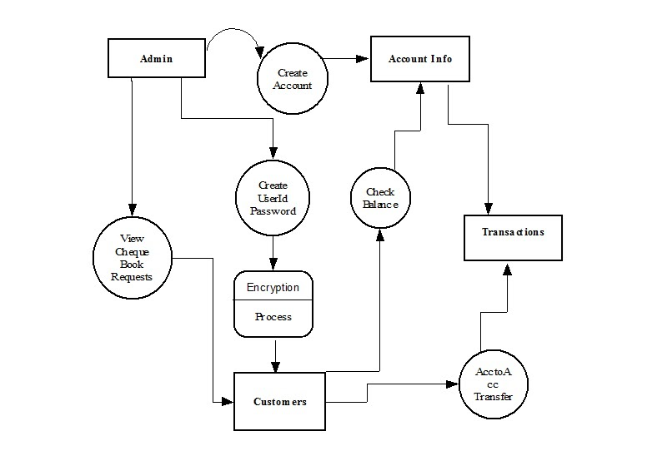 Admin
Create
Account
Account Info
Create
UserId
Password
Check
Balance
View
Cheque
Book
Requests
Transactions
Encryption
Process
Customers
AcctoA
cc
Transfer